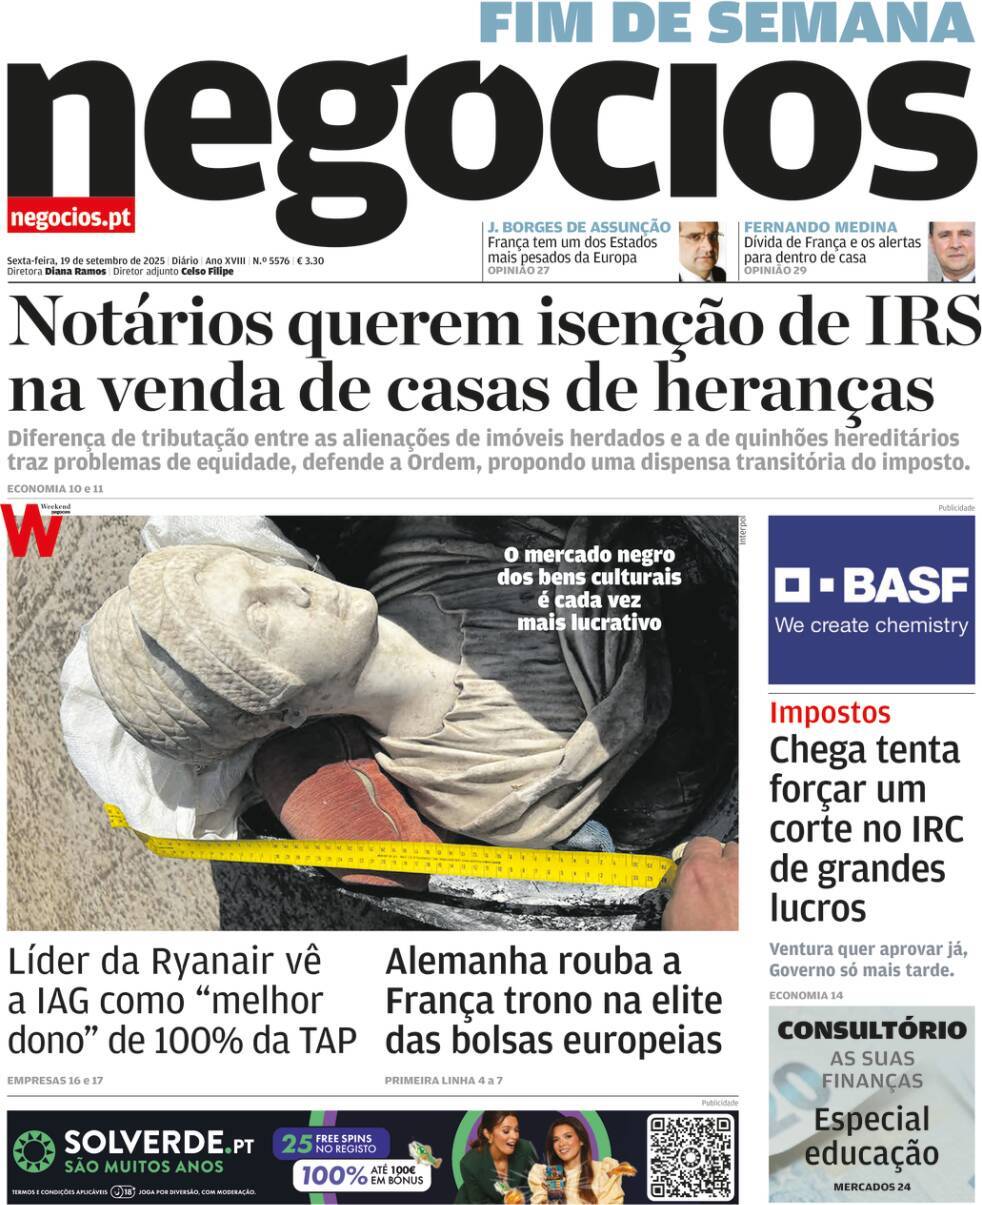 FIM DE SEMANA
negócios
negocios.pt
Sexta-feira, 19 de setembro de 2025 | Diário | Ano XVIII | N.º 5576 | € 3.30
Diretora Diana Ramos | Diretor adjunto Celso Filipe
J. BORGES DE ASSUNÇÃO
França tem um dos Estados
mais pesados da Europa
OPINIÃO 27
FERNANDO MEDINA
Dívida de França e os alertas
para dentro de casa
OPINIÃO 29
Notários querem isenção de IRS
na venda de casas de heranças
Diferença de tributação entre as alienações de imóveis herdados e a de quinhões hereditários
traz problemas de equidade, defende a Ordem, propondo uma dispensa transitória do imposto.
ECONOMIA 10 e 11
W
Weekend
negócios
O mercado negro
dos bens culturais
é cada vez
mais lucrativo
Interpol
Publicidade
BASF
We create chemistry
Impostos
Chega tenta
forçar um
corte no IRC
de grandes
lucros
Ventura quer aprovar já,
Governo só mais tarde.
ECONOMIA 14
Líder da Ryanair vê
a IAG como “melhor
dono” de 100% da TAP
EMPRESAS 16 e 17
Alemanha rouba a
França trono na elite
das bolsas europeias
PRIMEIRA LINHA 4 a 7
CONSULTÓRIO
AS SUAS
FINANÇAS
Especial
educação
MERCADOS 24
Publicidade
SOLVERDE.PT
SÃO MUITOS ANOS
TERMOS E CONDIÇÕES APLICÁVEIS 18+ JOGA POR DIVERSÃO, COM MODERAÇÃO.
25 FREE SPINS
NO REGISTO
100% ATÉ 100€
EM BÓNUS